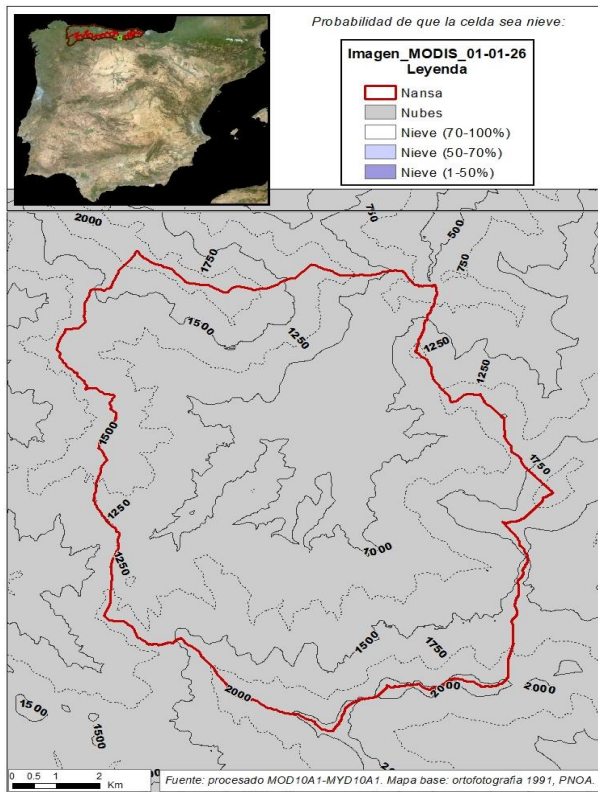 Probabilidad de que la celda sea nieve:
Imagen_MODIS_01-01-26
Leyenda
Nansa
Nubes
Nieve (70-100%)
Nieve (50-70%)
Nieve (1-50%)
2000
1750
750
500
750
1500
1250
1250
1250
1500
1750
1250
1250
1000
1500
1750
2000
2000
2000
1500
1500
0 0.5 1 2
Km
Fuente: procesado MOD10A1-MYD10A1. Mapa base: ortofotografia 1991, PNOA.